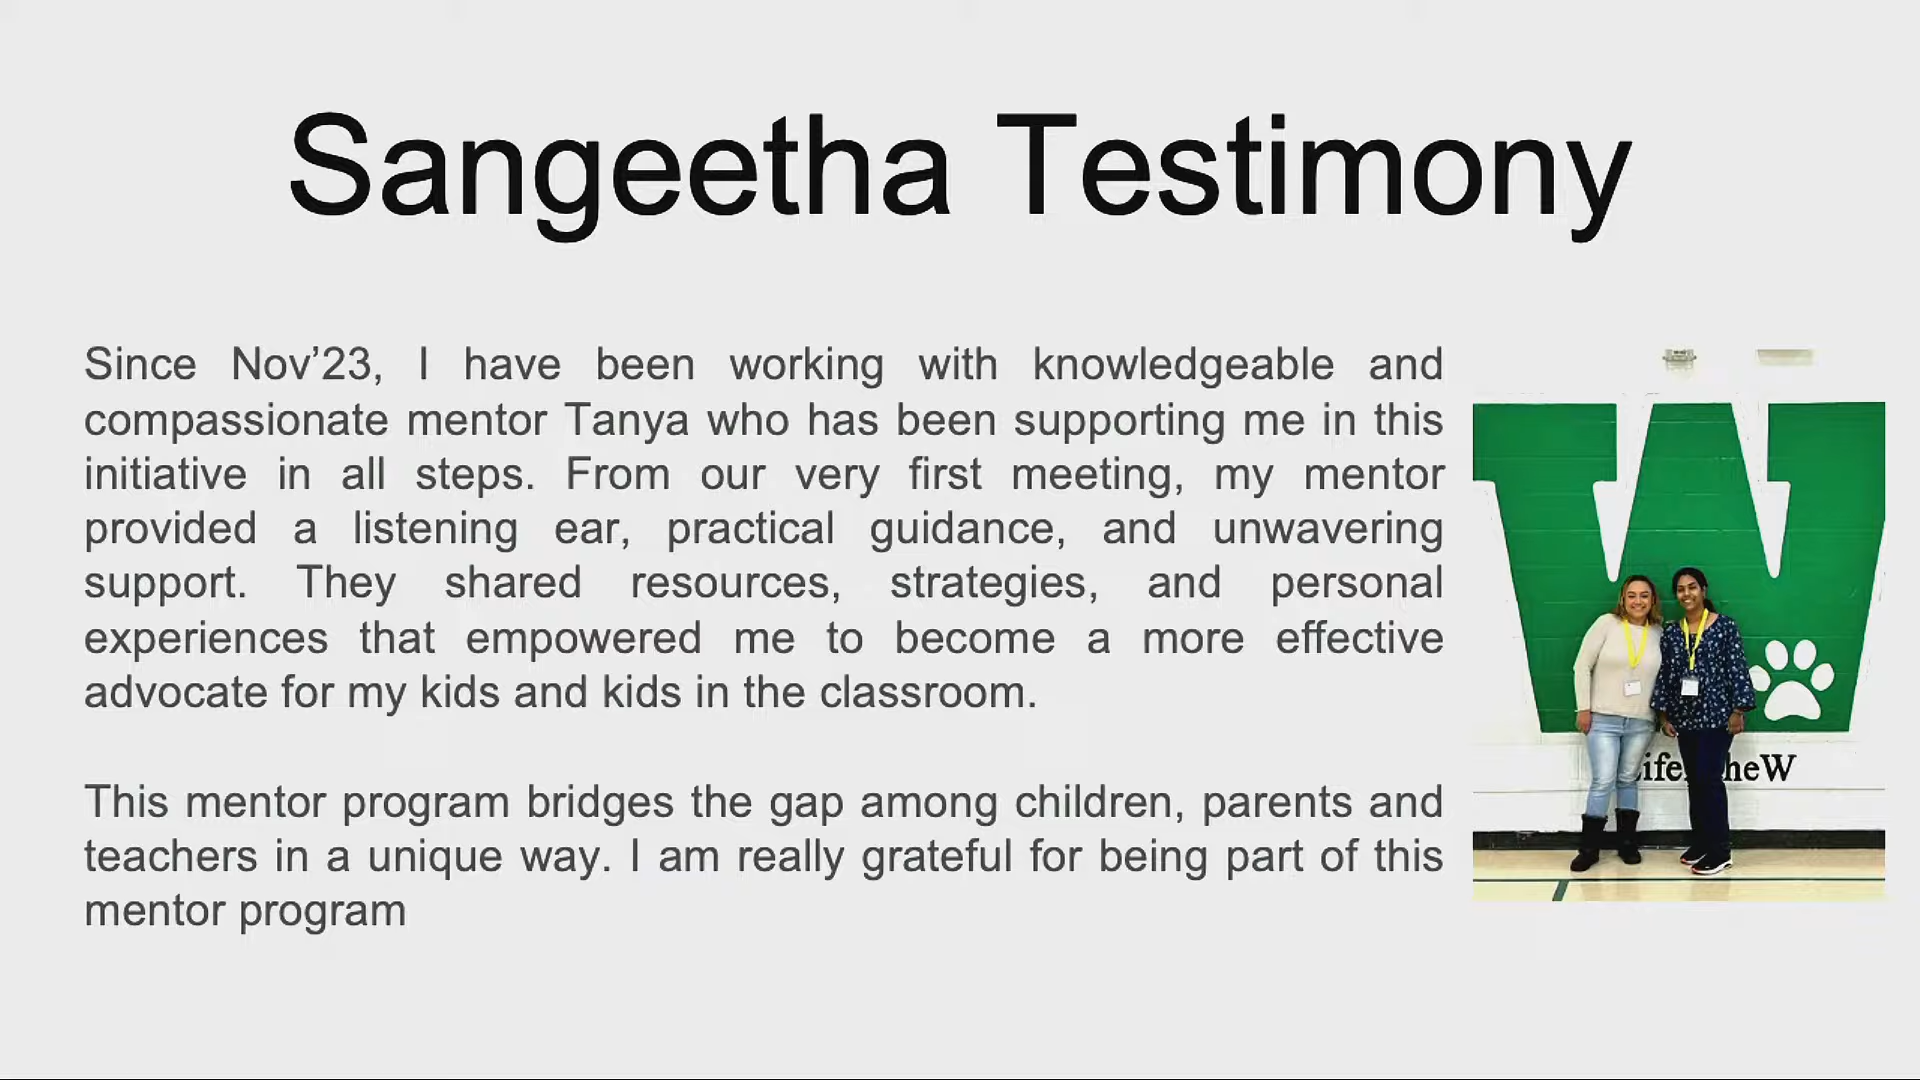 Sangeetha Testimony
Since Nov’23, I have been working with knowledgeable and
compassionate mentor Tanya who has been supporting me in this
initiative in all steps. From our very first meeting, my mentor
provided a listening ear, practical guidance, and unwavering
support. They shared resources, strategies, and personal
experiences that empowered me to become a more effective
advocate for my kids and kids in the classroom.
This mentor program bridges the gap among children, parents and
teachers in a unique way. I am really grateful for being part of this
mentor program
W